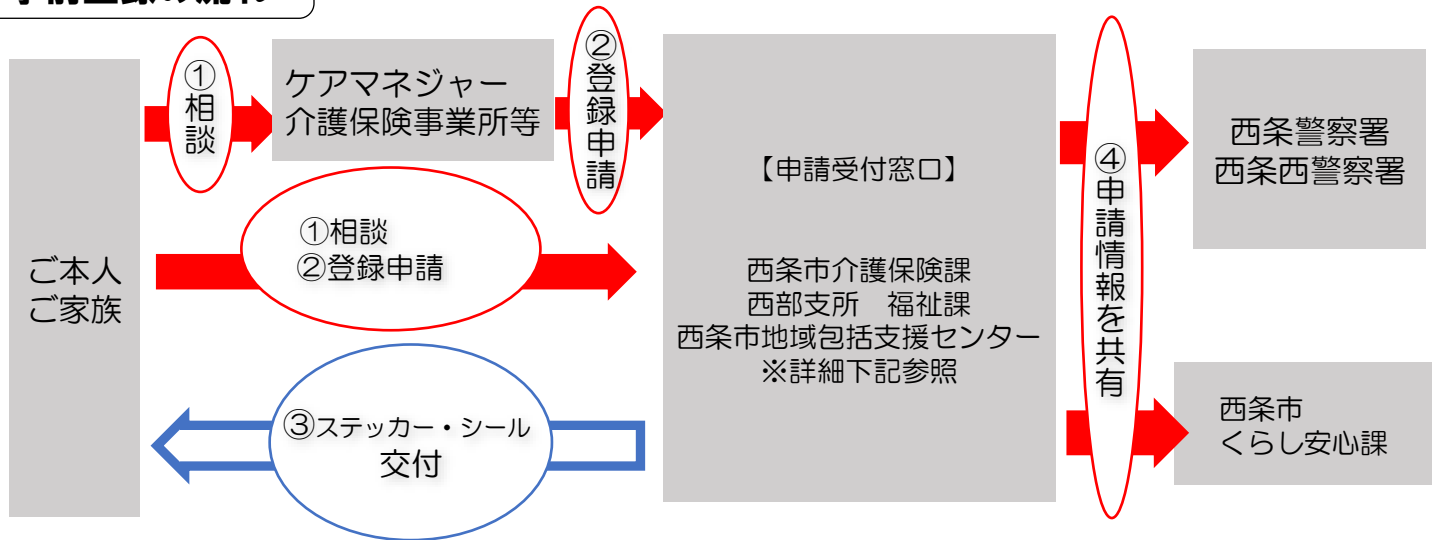 ご本人
ご家族
①相談
ケアマネジャー
介護保険事業所等
②登録申請
①相談
②登録申請
③ステッカー・シール
交付
【申請受付窓口】
西条市介護保険課
西部支所　福祉課
西条市地域包括支援センター
※詳細下記参照
④申請情報を共有
西条警察署
西条西警察署
西条市
くらし安心課